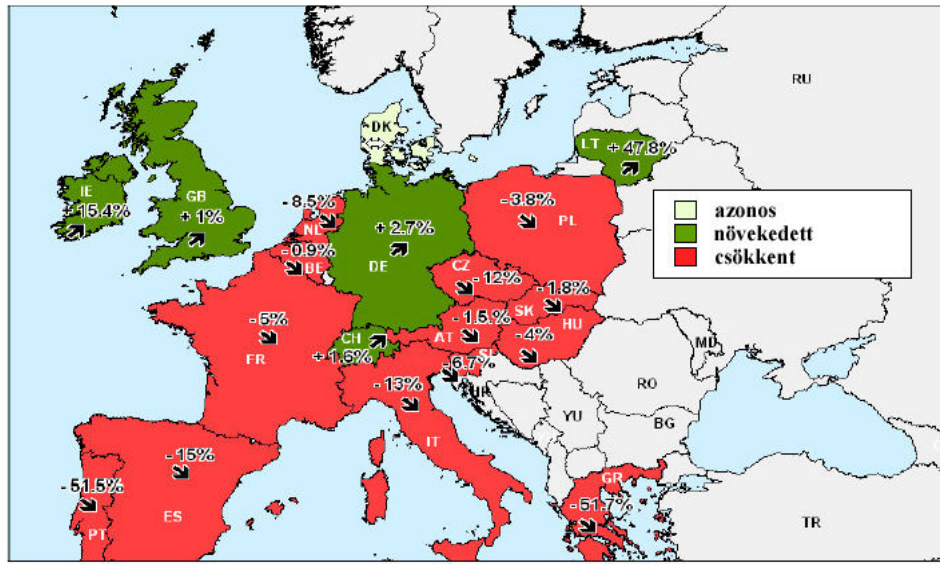 RU
DK
LT + 47.8%
IE
+ 15.4%
GB
+ 1%
- 8.5%
NL
- 3.8%
PL
azonos
növekedett
csökkent
+ 2.7%
DE
- 0.9%
BE
CZ
- 12%
- 1.8%
SK
- 5%
FR
CH
+ 1.6%
- 1.5.%
AT
HU
- 4%
SI
- 6.7%
HR
MD
RO
YU
BG
- 13%
IT
- 15%
ES
- 51.5%
PT
GR
- 51.7%
TR